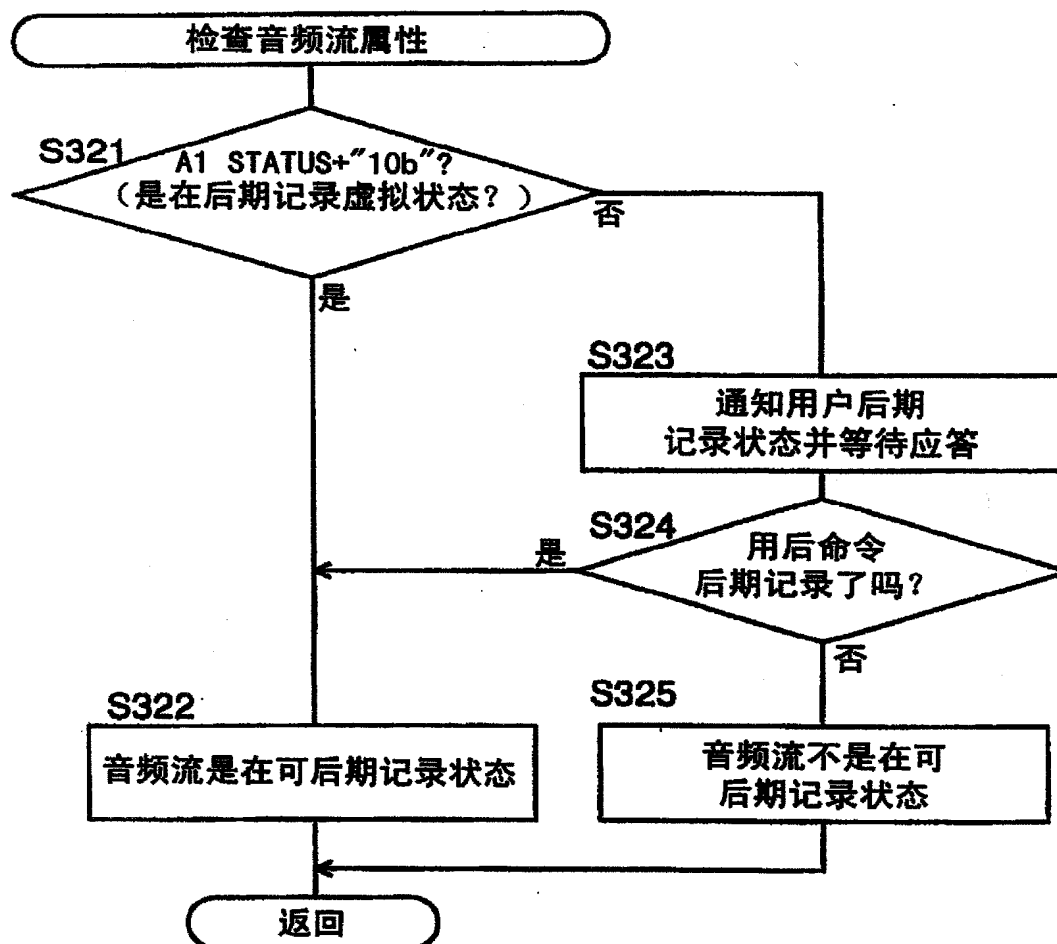 检查音频流属性
S321
A1 STATUS+"10b"?
(是在后期记录虚拟状态?)
否
是
S323
通知用户后期
记录状态并等待应答
S324
是
用后命令
后期记录了吗?
否
S322
音频流是在可后期记录状态
S325
音频流不是在可
后期记录状态
返回